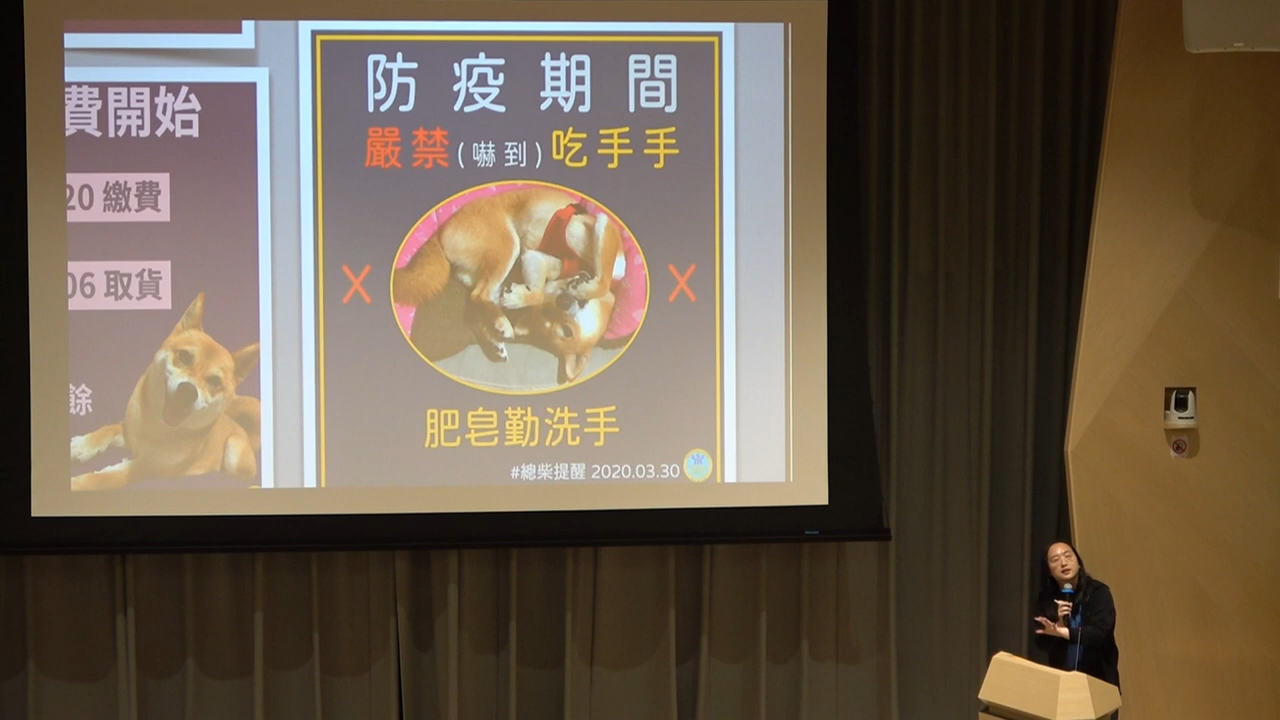 費開始
20 繳費
06 取貨
餘
防疫期間
嚴禁(嚇到)吃手手
X X
肥皂勤洗手
#總柴提醒 2020.03.30